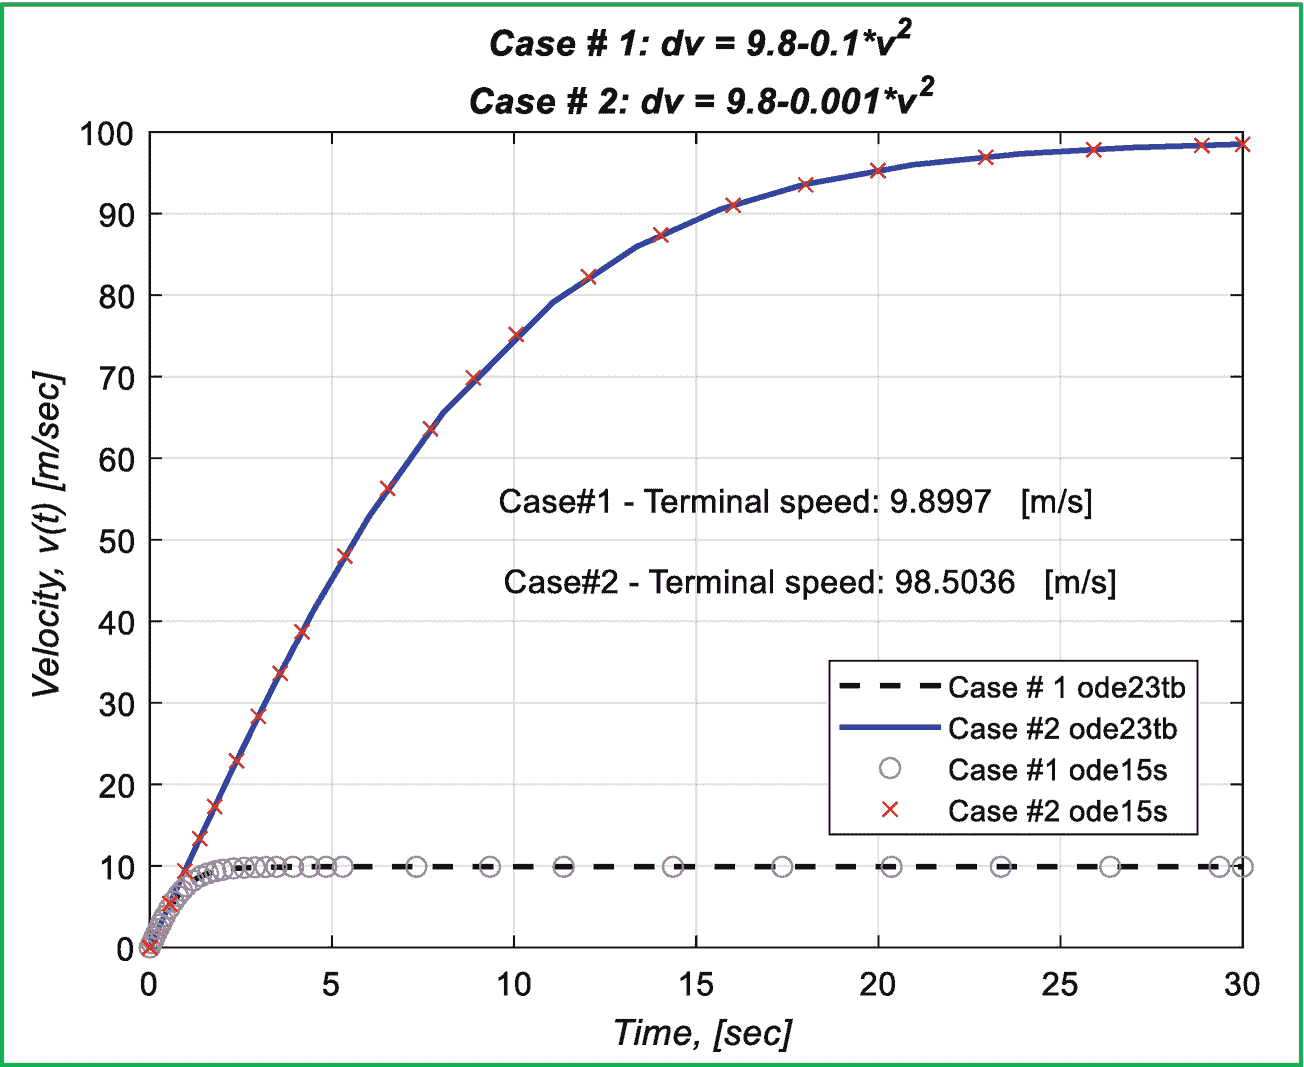 Case # 1: dv = 9.8-0.1*v²
Case # 2: dv = 9.8-0.001*v²
100
90
80
70
60
50
40
30
20
10
0
Velocity, v(t) [m/sec]
Case#1 - Terminal speed: 9.8997 [m/s]
Case#2 - Terminal speed: 98.5036 [m/s]
Case # 1 ode23tb
Case #2 ode23tb
Case #1 ode15s
Case #2 ode15s
0 5 10 15 20 25 30
Time, [sec]